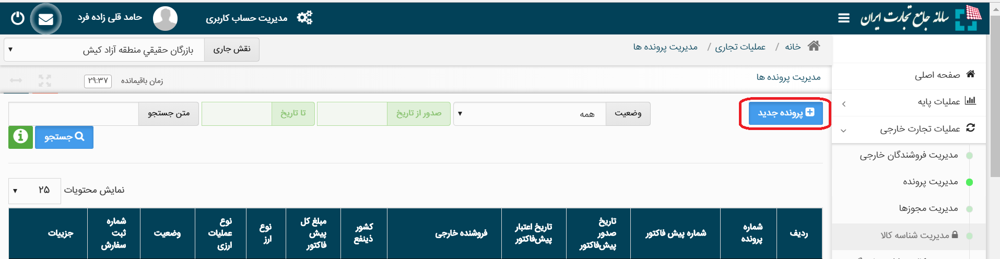 سامانه جامع تجارت ایران
مدیریت حساب کاربری
حامد قلی زاده فرد
خانه / عملیات تجاری / مدیریت پرونده ها
نقش جاری
بازرگان حقیقي منطقه آزاد کیش
مدیریت پرونده ها
زمان باقیمانده
۲۹:۳۷
صفحه اصلی
عملیات پایه
عملیات تجارت خارجی
مدیریت فروشندگان خارجی
مدیریت پرونده
مدیریت مجوزها
مدیریت شناسه کالا
پرونده جدید
وضعیت
همه
صدور از تاریخ
تا تاریخ
متن جستجو
جستجو
نمایش محتویات
۲۵
ردیف
شماره
پرونده
شماره پیش فاکتور
تاریخ
صدور
پیش‌فاکتور
تاریخ اعتبار
پیش‌فاکتور
فروشنده خارجی
کشور
ذینفع
مبلغ کل
پیش
فاکتور
نوع
ارز
نوع
عملیات
ارزی
وضعیت
شماره
ثبت
سفارش
جزییات